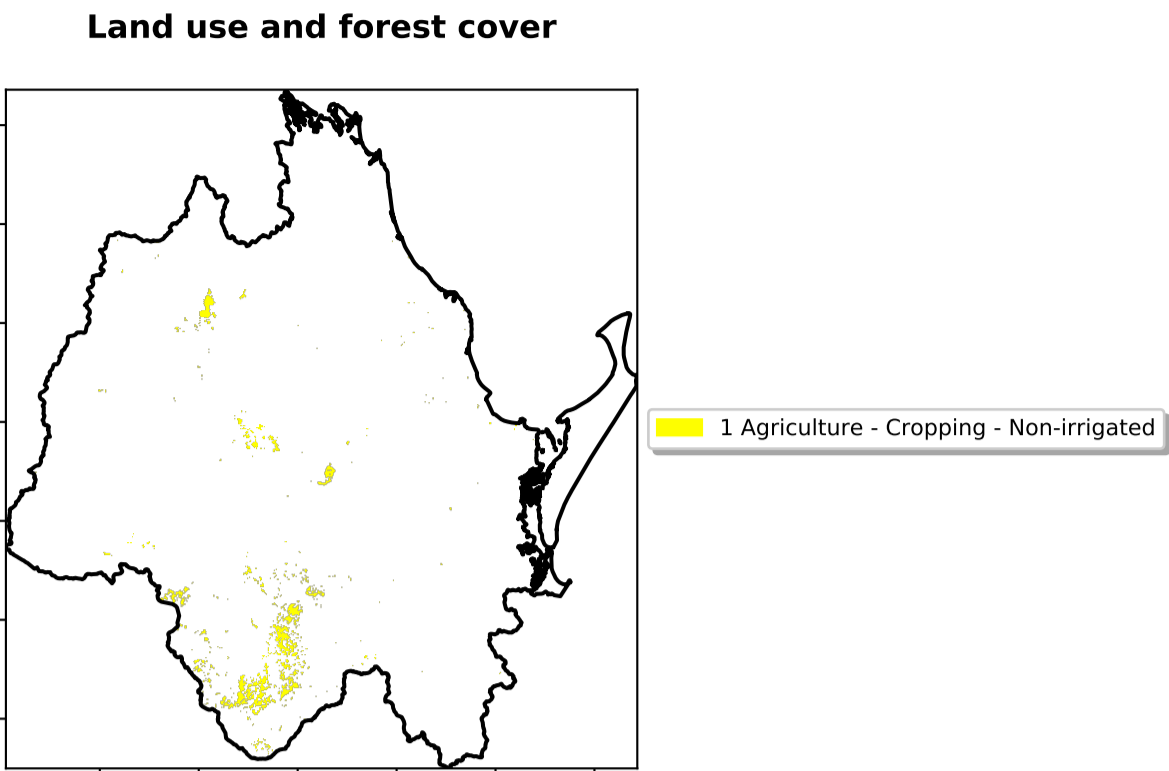 Land use and forest cover
1 Agriculture - Cropping - Non-irrigated